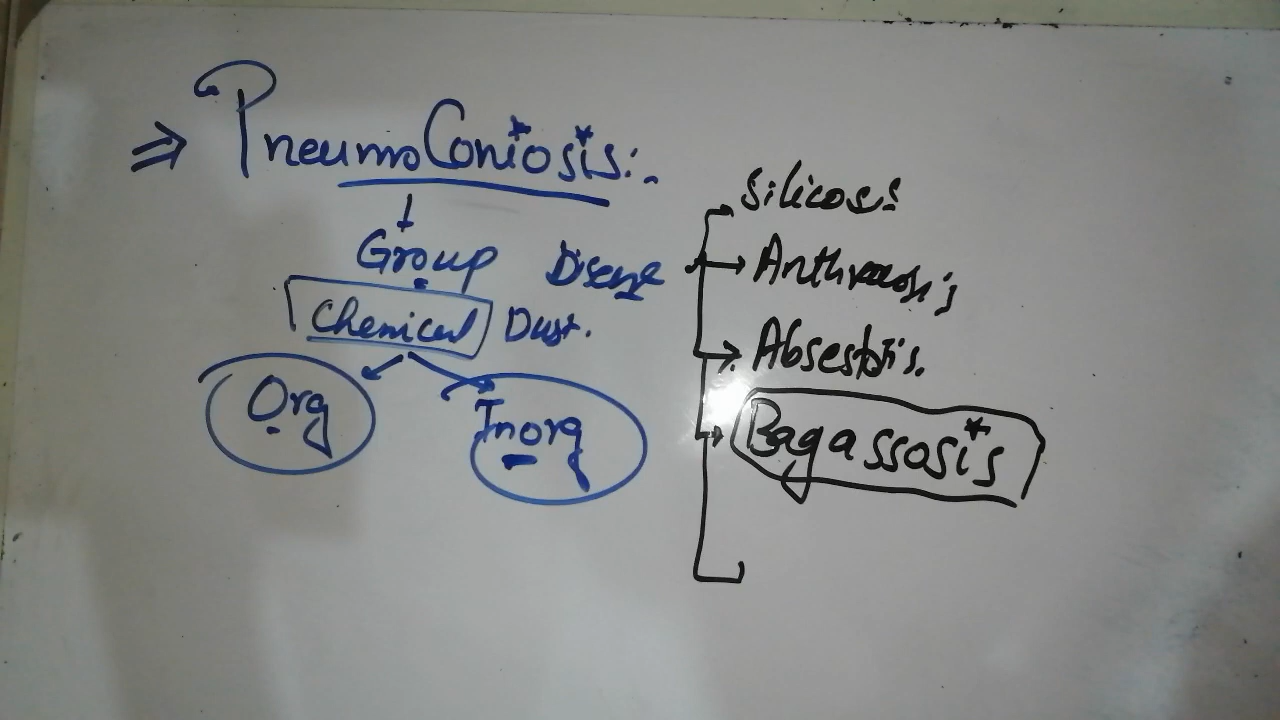 ⇒ PneumoConiosis:-
Group Disease
Chemical Dust.
Org
Inorg
Silicosis
Anthracosis
Absestosis.
Bagassosis